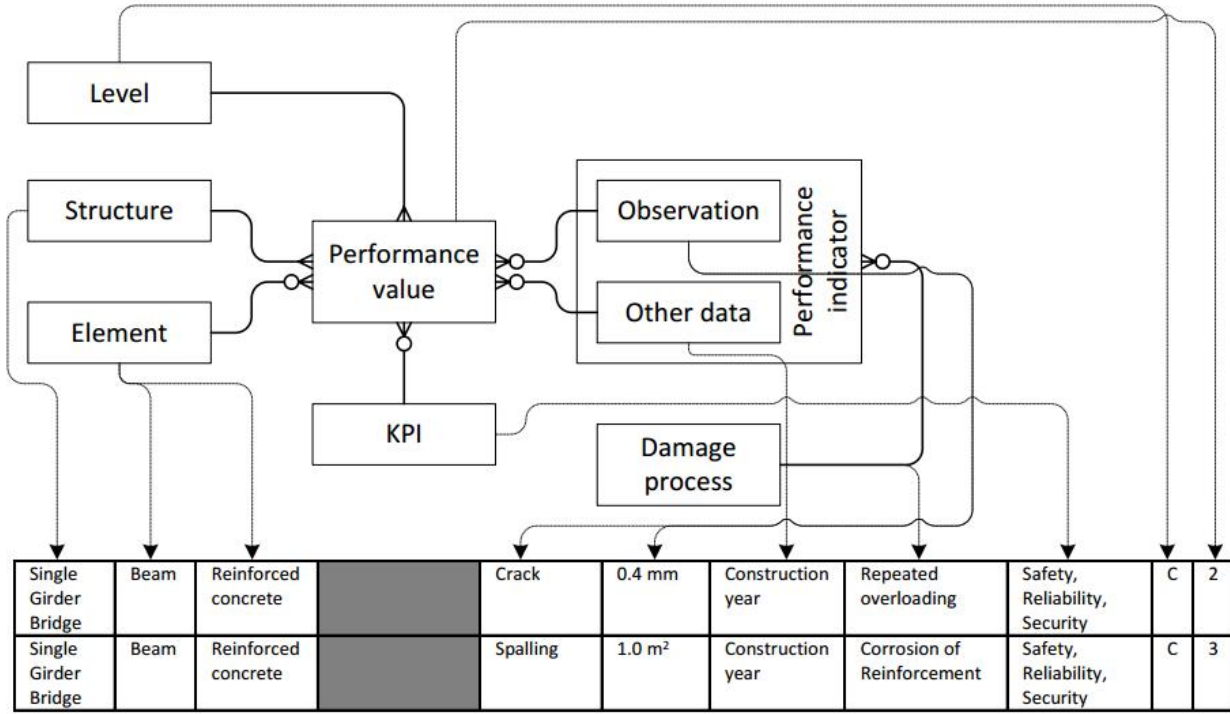 Level
Structure
Element
Performance
value
KPI
Observation
Other data
Performance
indicator
Damage
process
Single
Girder
Bridge
Beam
Reinforced
concrete
Crack
0.4 mm
Construction
year
Repeated
overloading
Safety,
Reliability,
Security
C
2
Single
Girder
Bridge
Beam
Reinforced
concrete
Spalling
1.0 m²
Construction
year
Corrosion of
Reinforcement
Safety,
Reliability,
Security
C
3